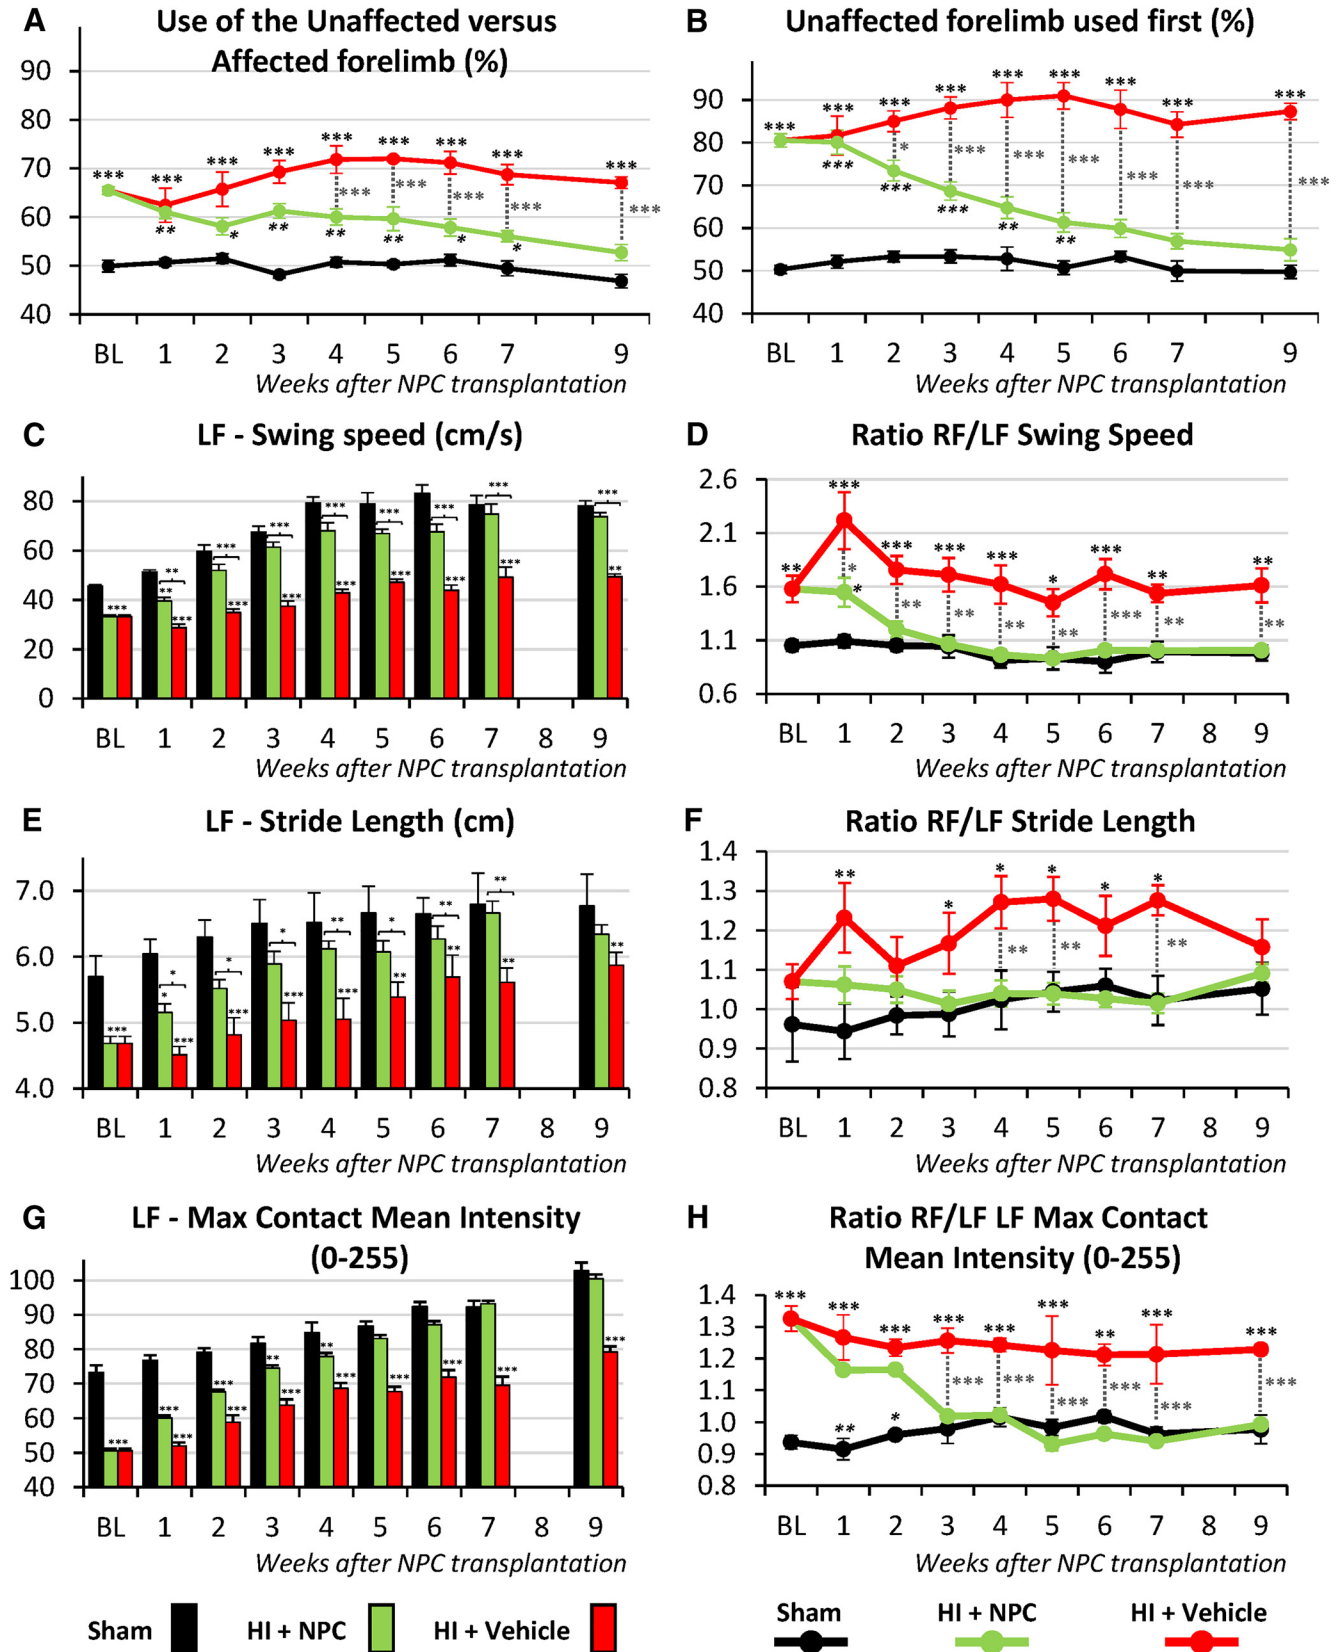 A
Use of the Unaffected versus
Affected forelimb (%)
90
80
70
60
50
40
*** *** *** *** *** *** *** *** ***
*** *** *** *** ***
** * ** ** ** * *
BL 1 2 3 4 5 6 7 9
Weeks after NPC transplantation
B
Unaffected forelimb used first (%)
90
80
70
60
50
40
*** *** *** *** *** *** *** *** ***
* *** *** *** *** *** ***
*** *** *** ** **
BL 1 2 3 4 5 6 7 9
Weeks after NPC transplantation
C
LF - Swing speed (cm/s)
80
60
40
20
0
** *** *** *** *** *** *** ***
*** ** *** *** *** *** *** *** *** **
BL 1 2 3 4 5 6 7 8 9
Weeks after NPC transplantation
D
Ratio RF/LF Swing Speed
2.6
2.1
1.6
1.1
0.6
** *** *** *** *** * *** ** **
* ** ** ** ** *** ** **
*
BL 1 2 3 4 5 6 7 8 9
Weeks after NPC transplantation
E
LF - Stride Length (cm)
7.0
6.0
5.0
4.0
* * * ** * ** **
*** * *** *** *** *** ** ** ** **
BL 1 2 3 4 5 6 7 8 9
Weeks after NPC transplantation
F
Ratio RF/LF Stride Length
1.4
1.3
1.2
1.1
1.0
0.9
0.8
** * * * * *
** ** **
BL 1 2 3 4 5 6 7 8 9
Weeks after NPC transplantation
G
LF - Max Contact Mean Intensity
(0-255)
100
90
80
70
60
50
40
*** *** *** ** **
*** *** *** *** *** *** *** ***
BL 1 2 3 4 5 6 7 8 9
Weeks after NPC transplantation
H
Ratio RF/LF LF Max Contact
Mean Intensity (0-255)
1.4
1.3
1.2
1.1
1.0
0.9
0.8
*** *** *** *** *** *** ** *** ***
*** *** *** *** *** ***
** *
BL 1 2 3 4 5 6 7 8 9
Weeks after NPC transplantation
Sham HI + NPC HI + Vehicle
Sham HI + NPC HI + Vehicle